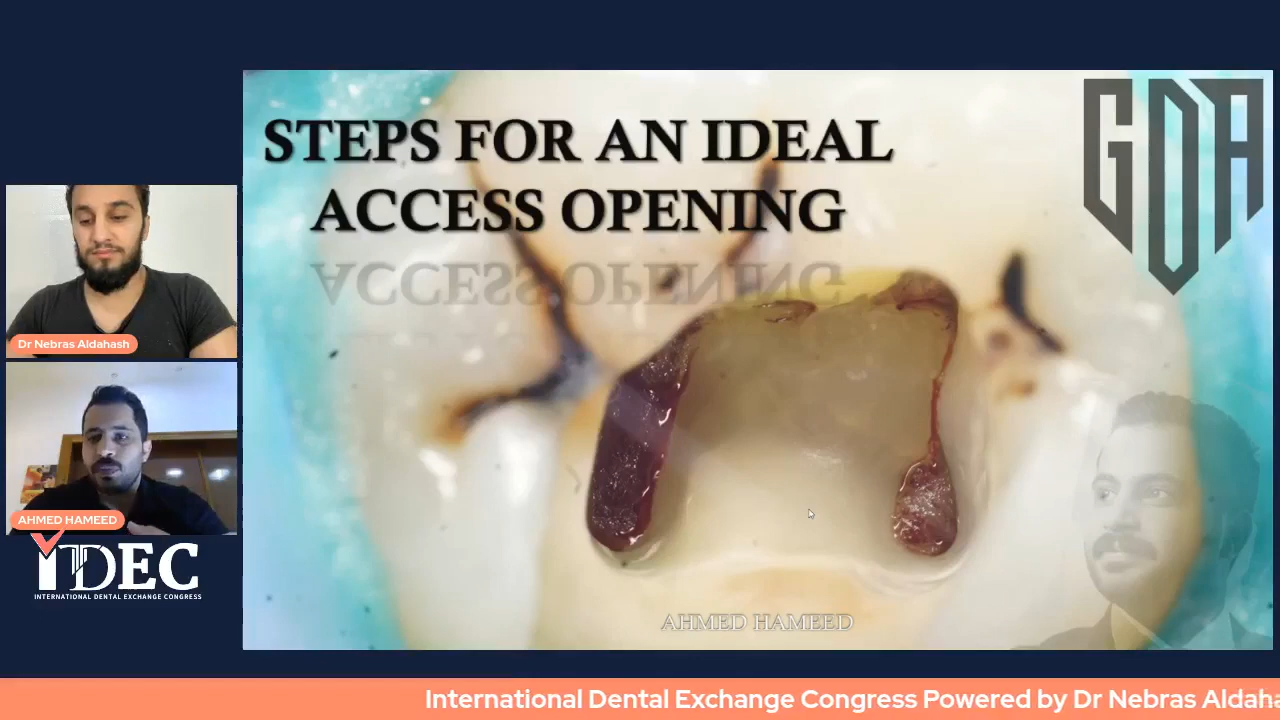 STEPS FOR AN IDEAL
ACCESS OPENING
GDA
Dr Nebras Aldahash
AHMED HAMEED
IDEC
INTERNATIONAL DENTAL EXCHANGE CONGRESS
AHMED HAMEED
International Dental Exchange Congress Powered by Dr Nebras Aldaha